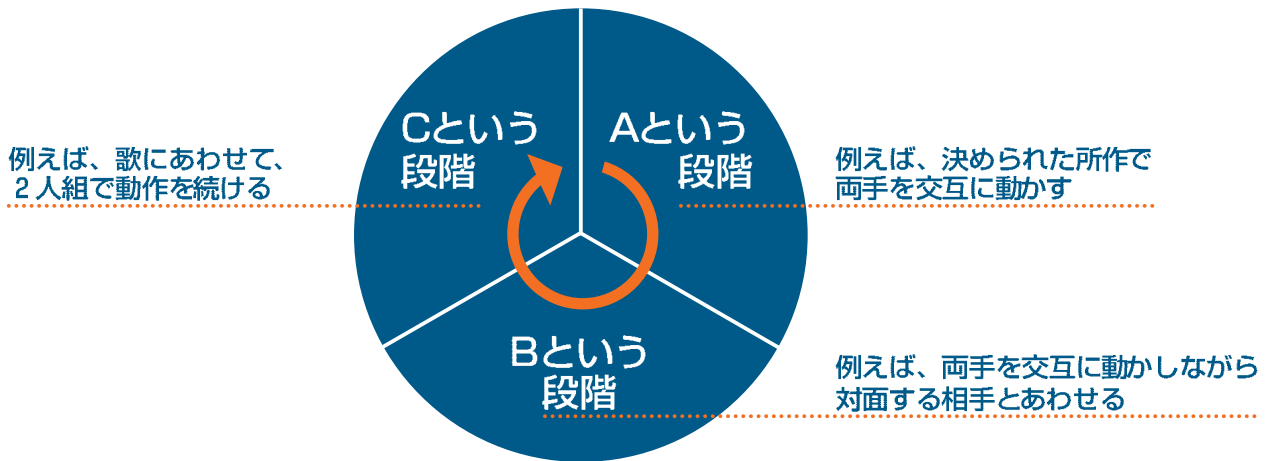 Aという
段階
例えば、決められた所作で
両手を交互に動かす
Bという
段階
例えば、両手を交互に動かしながら
対面する相手とあわせる
Cという
段階
例えば、歌にあわせて、
２人組で動作を続ける